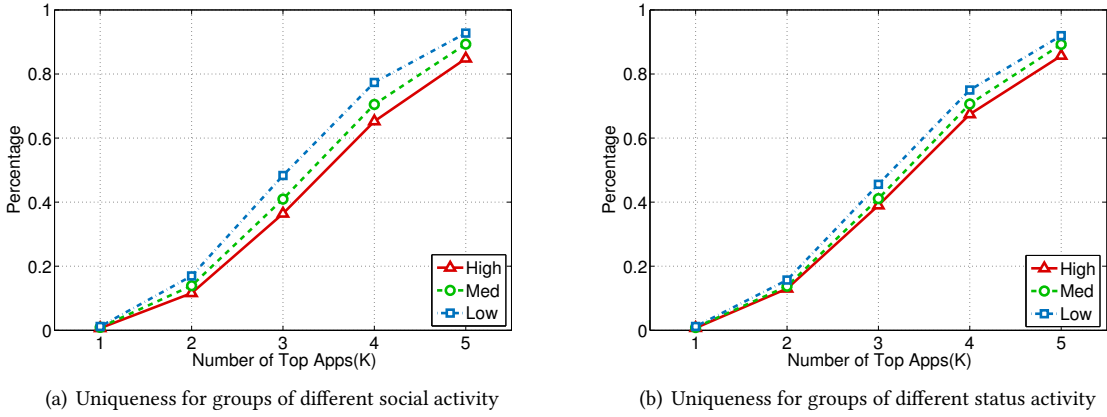 1
0.8
0.6
0.4
0.2
0
Percentage
1 2 3 4 5
Number of Top Apps(K)
High
Med
Low
(a) Uniqueness for groups of different social activity
1
0.8
0.6
0.4
0.2
0
Percentage
1 2 3 4 5
Number of Top Apps(K)
High
Med
Low
(b) Uniqueness for groups of different status activity